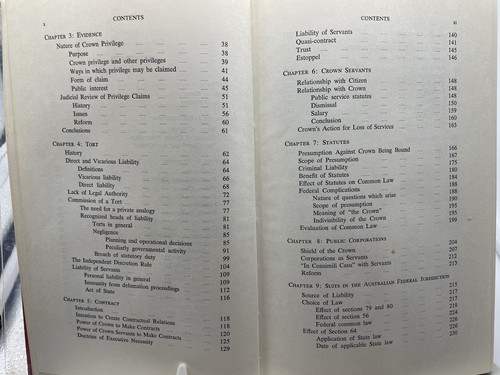 x
CONTENTS
CHAPTER 3: EVIDENCE
Nature of Crown Privilege 38
Purpose 38
Crown privilege and other privileges 39
Ways in which privilege may be claimed 41
Form of claim 44
Public interest 45
Judicial Review of Privilege Claims 51
History 51
Issues 56
Reform 60
Conclusions 61
CHAPTER 4: TORT
History 62
Direct and Vicarious Liability 64
Definitions 64
Vicarious liability 66
Direct liability 68
Lack of Legal Authority 72
Commission of a Tort 77
The need for a private analogy 77
Recognised heads of liability 81
Torts in general 81
Negligence 85
Planning and operational decisions 85
Peculiarly governmental activity 91
Breach of statutory duty 99
The Independent Discretion Rule 104
Liability of Servants 109
Personal liability in general 109
Immunity from defamation proceedings 112
Act of State 116
CHAPTER 5: CONTRACT
Introduction 118
Intention to Create Contractual Relations 118
Power of Crown to Make Contracts 120
Power of Crown Servants to Make Contracts 125
Doctrine of Executive Necessity 129
CONTENTS
xi
Liability of Servants 140
Quasi-contract 141
Trust 145
Estoppel 146
CHAPTER 6: CROWN SERVANTS
Relationship with Citizen 148
Relationship with Crown 148
Public service statutes 148
Dismissal 150
Salary 159
Conclusion 160
Crown's Action for Loss of Services 163
CHAPTER 7: STATUTES
Presumption Against Crown Being Bound 166
Scope of Presumption 167
Criminal Liability 175
Benefit of Statutes 180
Effect of Statutes on Common Law 184
Federal Complications 188
Nature of questions which arise 188
Scope of presumption 190
Meaning of "the Crown" 195
Indivisibility of the Crown 195
Evaluation of Common Law 199
CHAPTER 8: PUBLIC CORPORATIONS
Shield of the Crown 204
Corporations as Servants 212
"In Consimili Casu" with Servants 212
Reform
CHAPTER 9: SUITS IN THE AUSTRALIAN FEDERAL JURISDICTION
Source of Liability 215
Choice of Law 217
Effect of sections 79 and 80 217
Effect of section 56 221
Federal common law 222
Effect of Section 64 225
Application of State law 226
Date of applicable State law 230